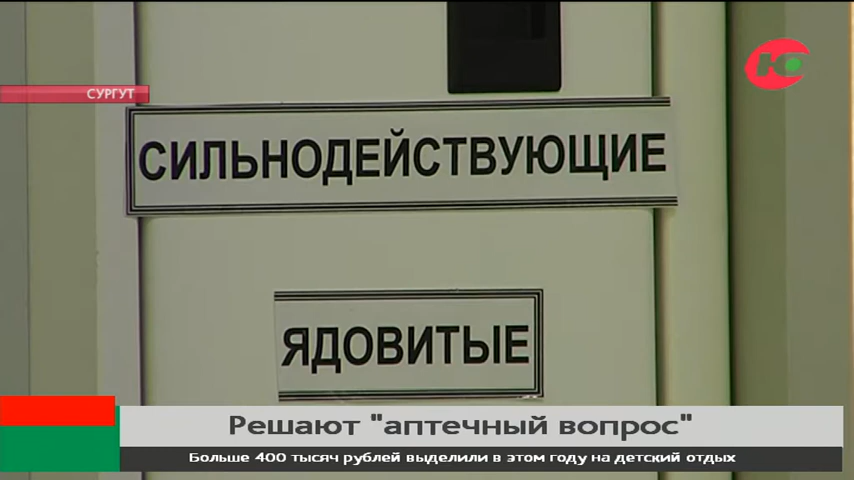 СУРГУТ
Ю
СИЛЬНОДЕЙСТВУЮЩИЕ
ЯДОВИТЫЕ
Решают "аптечный вопрос"
Больше 400 тысяч рублей выделили в этом году на детский отдых